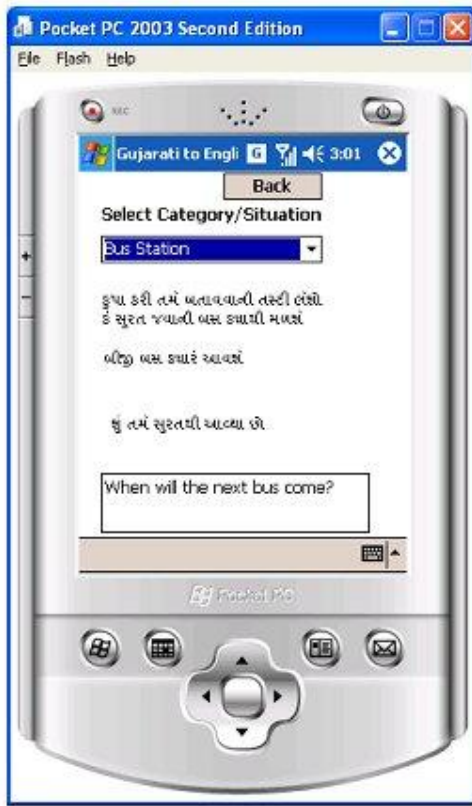 Pocket PC 2003 Second Edition
File Flash Help
REC
Gujarati to Engli G 3:01
Back
Select Category/Situation
Bus Station
કૃપા કરી તમે બતાવવાની તસ્દી લેશો
કે સુરત જવાની બસ ક્યાથી મળશે
બીજી બસ ક્યારે આવશે
શું તમે સુરતથી આવ્યા છો
When will the next bus come?
Pocket PC